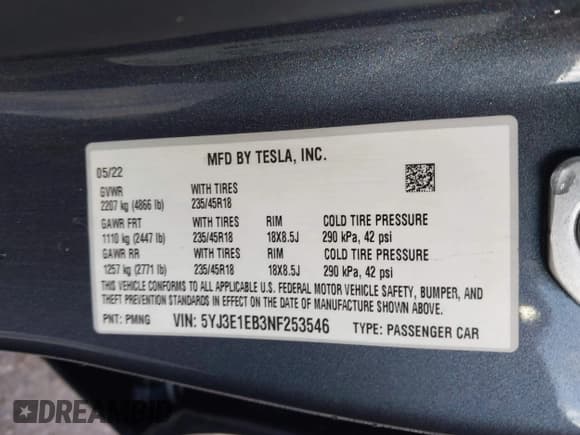 MFD BY TESLA, INC.
05/22
GVWR WITH TIRES
2207 kg (4866 lb) 235/45R18
GAWR FRT WITH TIRES RIM COLD TIRE PRESSURE
1110 kg (2447 lb) 235/45R18 18X8.5J 290 kPa, 42 psi
GAWR RR WITH TIRES RIM COLD TIRE PRESSURE
1257 kg (2771 lb) 235/45R18 18X8.5J 290 kPa, 42 psi
THIS VEHICLE CONFORMS TO ALL APPLICABLE U.S. FEDERAL MOTOR VEHICLE SAFETY, BUMPER, AND
THEFT PREVENTION STANDARDS IN EFFECT ON THE DATE OF MANUFACTURE SHOWN ABOVE.
PNT: PMNG VIN: 5YJ3E1EB3NF253546 TYPE: PASSENGER CAR
DREAMBID